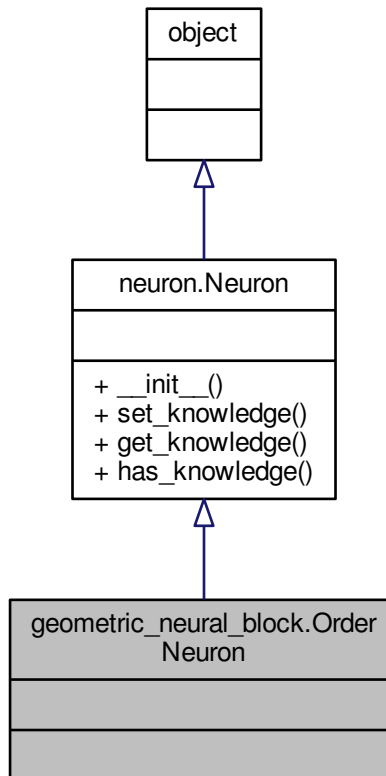 object
neuron.Neuron
+ __init__()
+ set_knowledge()
+ get_knowledge()
+ has_knowledge()
geometric_neural_block.Order
Neuron